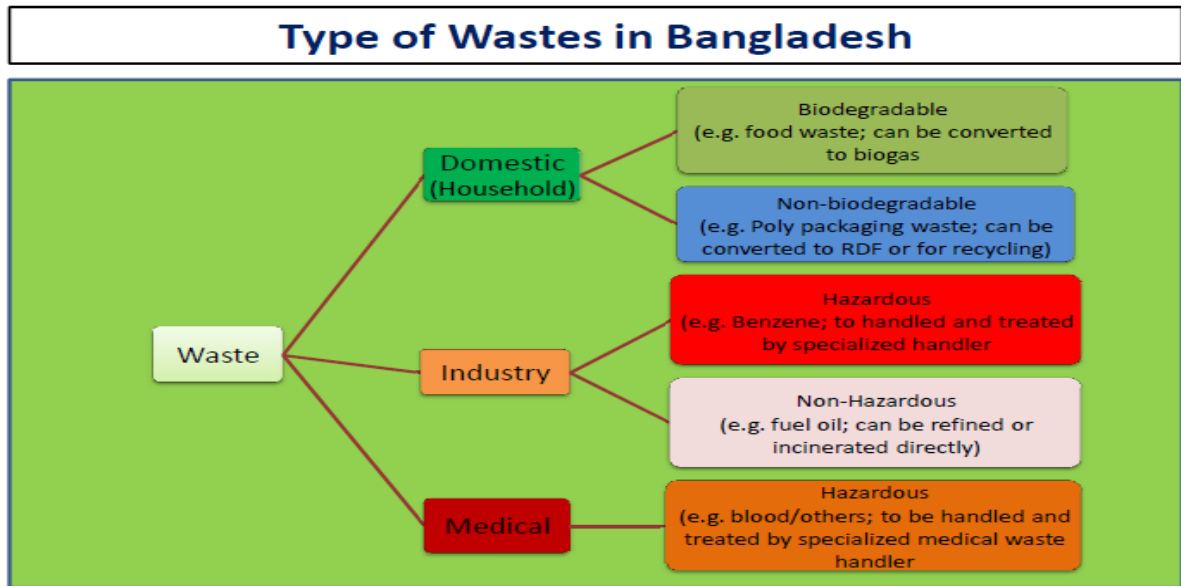 Type of Wastes in Bangladesh
Biodegradable
(e.g. food waste; can be converted
to biogas
Domestic
(Household)
Non-biodegradable
(e.g. Poly packaging waste; can be
converted to RDF or for recycling)
Hazardous
(e.g. Benzene; to handled and treated
by specialized handler
Waste
Industry
Non-Hazardous
(e.g. fuel oil; can be refined or
incinerated directly)
Hazardous
(e.g. blood/others; to be handled and
treated by specialized medical waste
handler
Medical